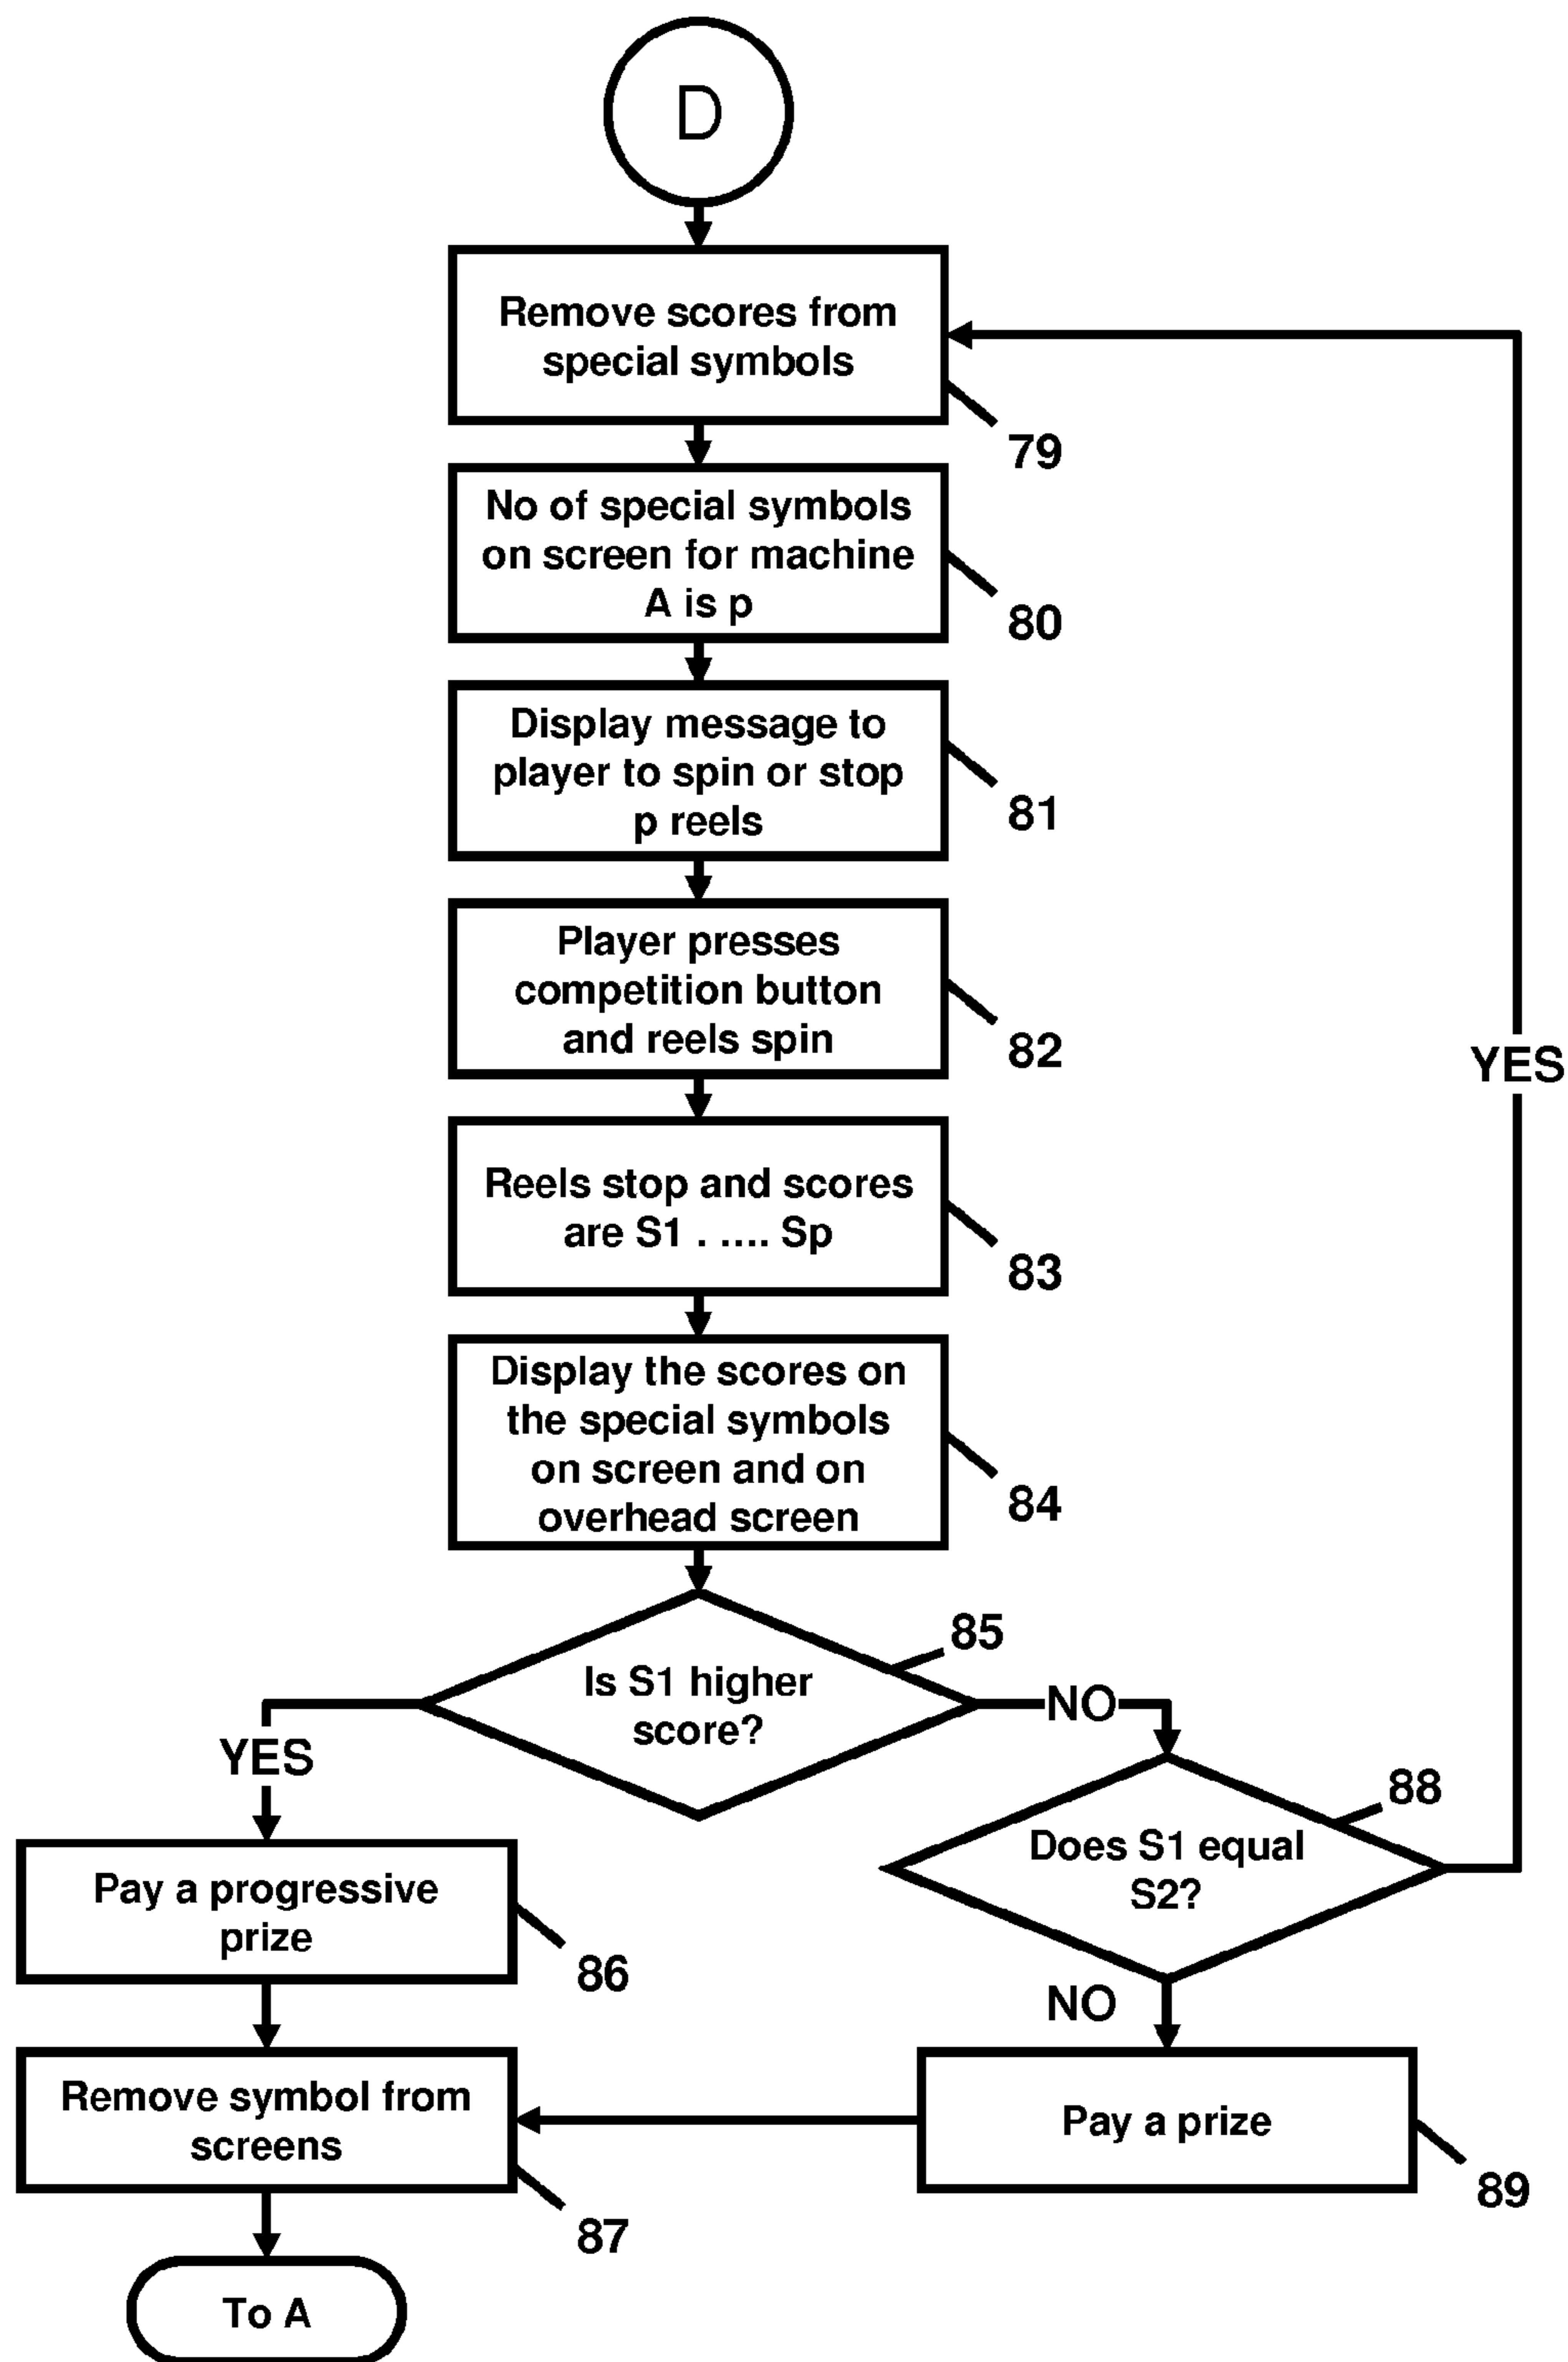 D
Remove scores from
special symbols
79
No of special symbols
on screen for machine
A is p
80
Display message to
player to spin or stop
p reels
81
Player presses
competition button
and reels spin
82
YES
Reels stop and scores
are S1 . .... Sp
83
Display the scores on
the special symbols
on screen and on
overhead screen
84
85
Is S1 higher
score?
NO
YES
88
Does S1 equal
S2?
Pay a progressive
prize
86
NO
Remove symbol from
screens
87
Pay a prize
89
To A